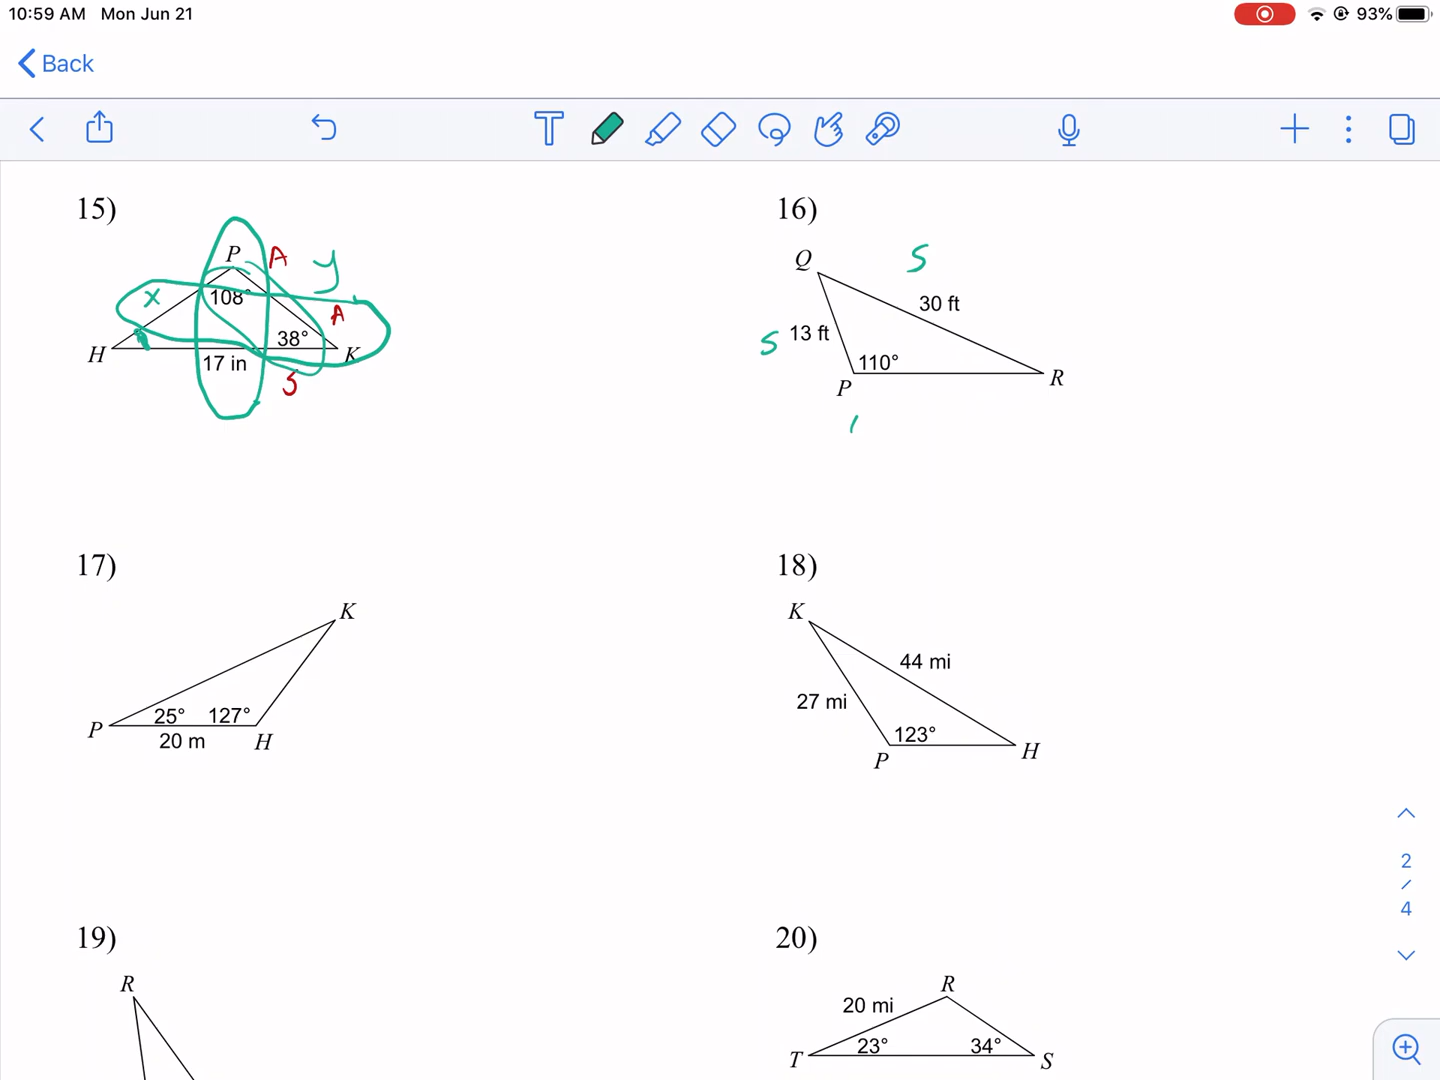 10:59 AM Mon Jun 21
93%
Back
T
15)
P
A
y
x
108°
A
38°
H
K
17 in
S
16)
S
Q
30 ft
S
13 ft
110°
P
R
17)
K
25°
127°
P
20 m
H
18)
K
44 mi
27 mi
123°
P
H
2
/
4
19)
R
20)
R
20 mi
23°
34°
T
S